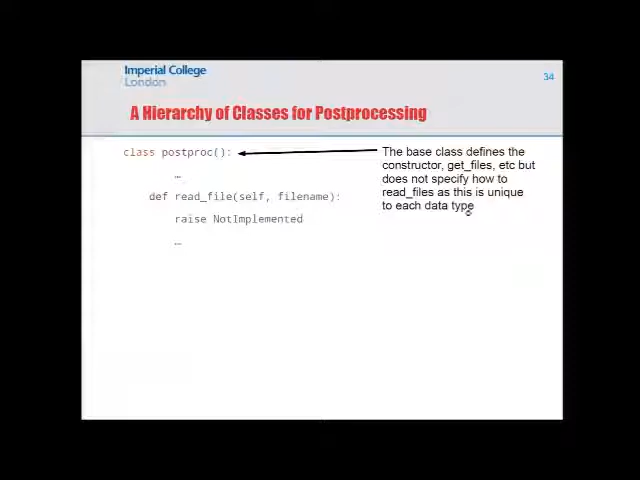 Imperial College
London
34
A Hierarchy of Classes for Postprocessing
class postproc():
…
def read_file(self, filename):
raise NotImplemented
…
The base class defines the
constructor, get_files, etc but
does not specify how to
read_files as this is unique
to each data type